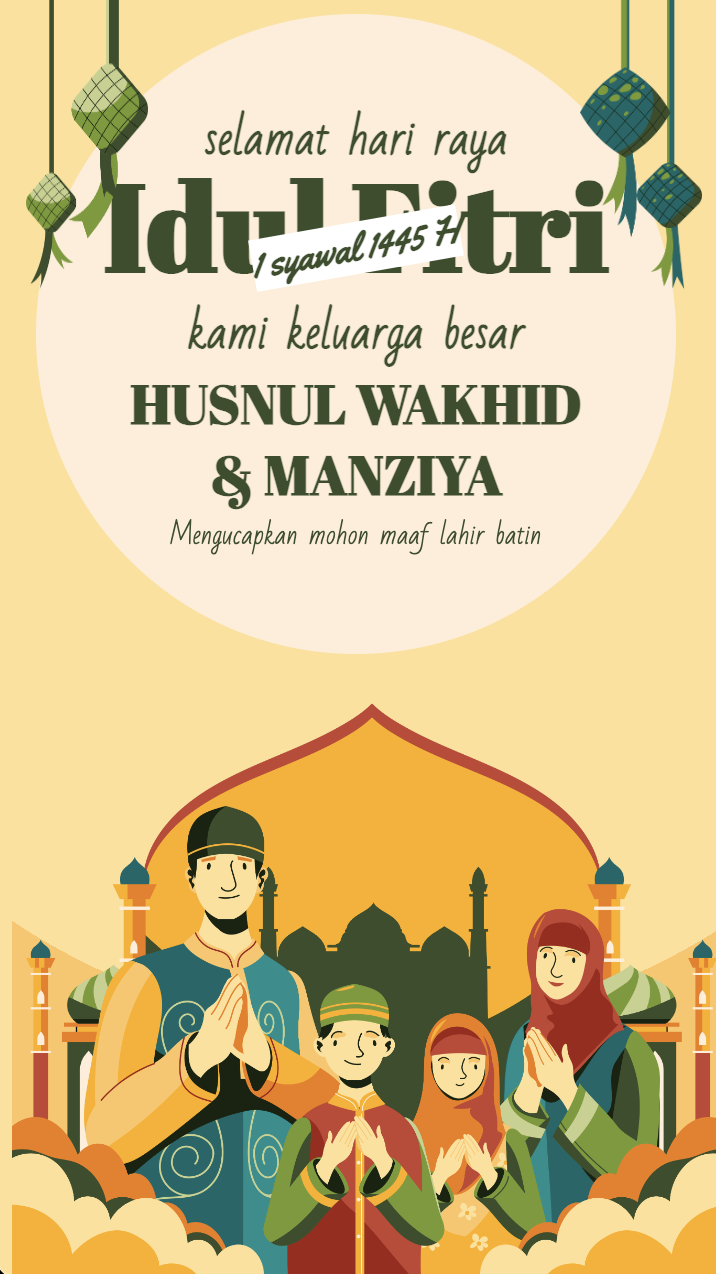 selamat hari raya
Idul Fitri
1 syawal 1445 H
kami keluarga besar
HUSNUL WAKHID
& MANZIYA
Mengucapkan mohon maaf lahir batin